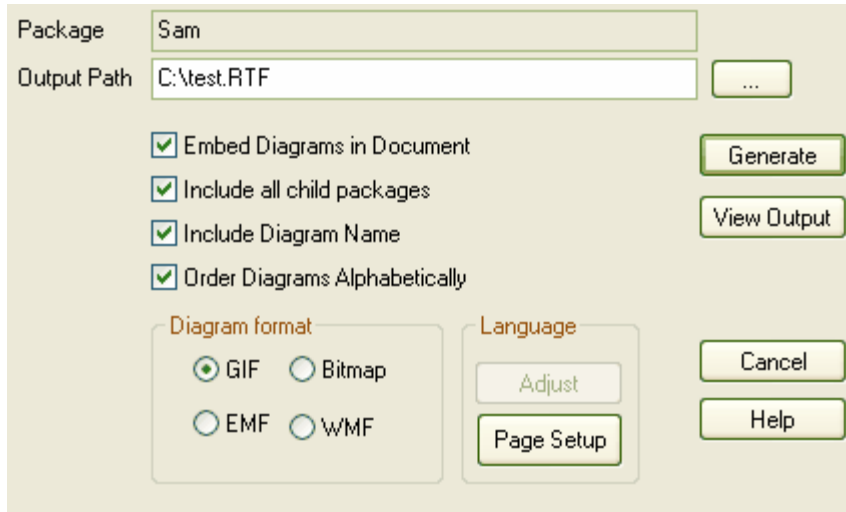 Package Sam
Output Path C:\test.RTF ...
Embed Diagrams in Document
Generate
Include all child packages
View Output
Include Diagram Name
Order Diagrams Alphabetically
Diagram format
GIF Bitmap
EMF WMF
Language
Adjust
Page Setup
Cancel
Help